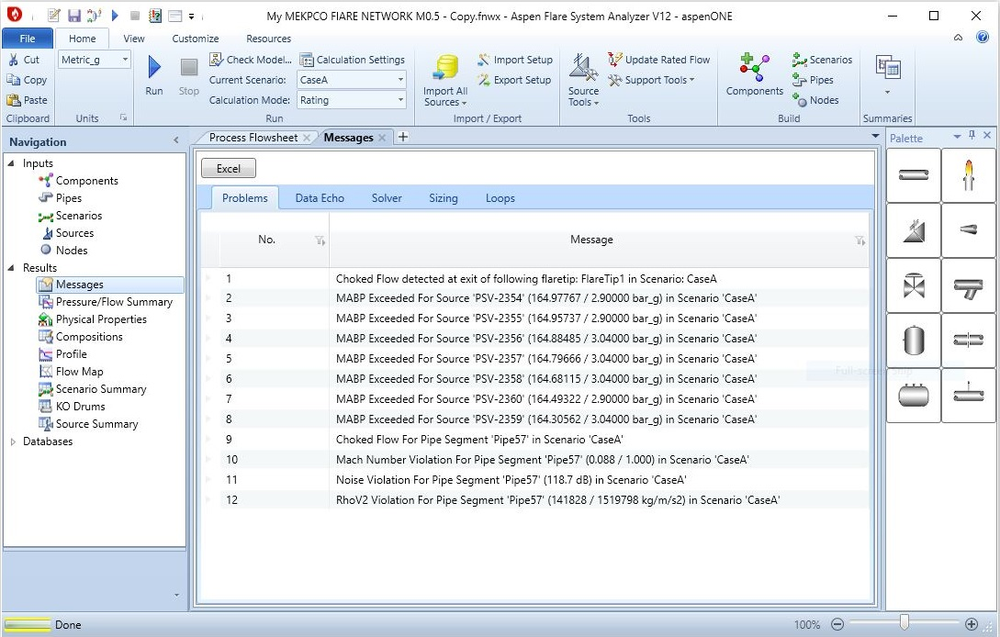 My MEKPCO FIARE NETWORK M0.5 - Copy.fnwx - Aspen Flare System Analyzer V12 - aspenONE
File Home View Customize Resources
Cut
Copy
Paste
Clipboard
Metric_g
Units
Run
Stop
Check Model...
Calculation Settings
Current Scenario: CaseA
Calculation Mode: Rating
Run
Import All
Sources
Import Setup
Export Setup
Import / Export
Source
Tools
Update Rated Flow
Support Tools
Tools
Components
Scenarios
Pipes
Nodes
Build
Summaries
Navigation
Inputs
Components
Pipes
Scenarios
Sources
Nodes
Results
Messages
Pressure/Flow Summary
Physical Properties
Compositions
Profile
Flow Map
Scenario Summary
KO Drums
Source Summary
Databases
Process Flowsheet Messages
Excel
Problems Data Echo Solver Sizing Loops
No. Message
1 Choked Flow detected at exit of following flaretip: FlareTip1 in Scenario: CaseA
2 MABP Exceeded For Source 'PSV-2354' (164.97767 / 2.90000 bar_g) in Scenario 'CaseA'
3 MABP Exceeded For Source 'PSV-2355' (164.95737 / 2.90000 bar_g) in Scenario 'CaseA'
4 MABP Exceeded For Source 'PSV-2356' (164.88485 / 3.04000 bar_g) in Scenario 'CaseA'
5 MABP Exceeded For Source 'PSV-2357' (164.79666 / 3.04000 bar_g) in Scenario 'CaseA'
6 MABP Exceeded For Source 'PSV-2358' (164.68115 / 3.04000 bar_g) in Scenario 'CaseA'
7 MABP Exceeded For Source 'PSV-2360' (164.49322 / 2.90000 bar_g) in Scenario 'CaseA'
8 MABP Exceeded For Source 'PSV-2359' (164.30562 / 3.04000 bar_g) in Scenario 'CaseA'
9 Choked Flow For Pipe Segment 'Pipe57' in Scenario 'CaseA'
10 Mach Number Violation For Pipe Segment 'Pipe57' (0.088 / 1.000) in Scenario 'CaseA'
11 Noise Violation For Pipe Segment 'Pipe57' (118.7 dB) in Scenario 'CaseA'
12 RhoV2 Violation For Pipe Segment 'Pipe57' (141828 / 1519798 kg/m/s2) in Scenario 'CaseA'
Palette
Full-screen Snip
Done
100%